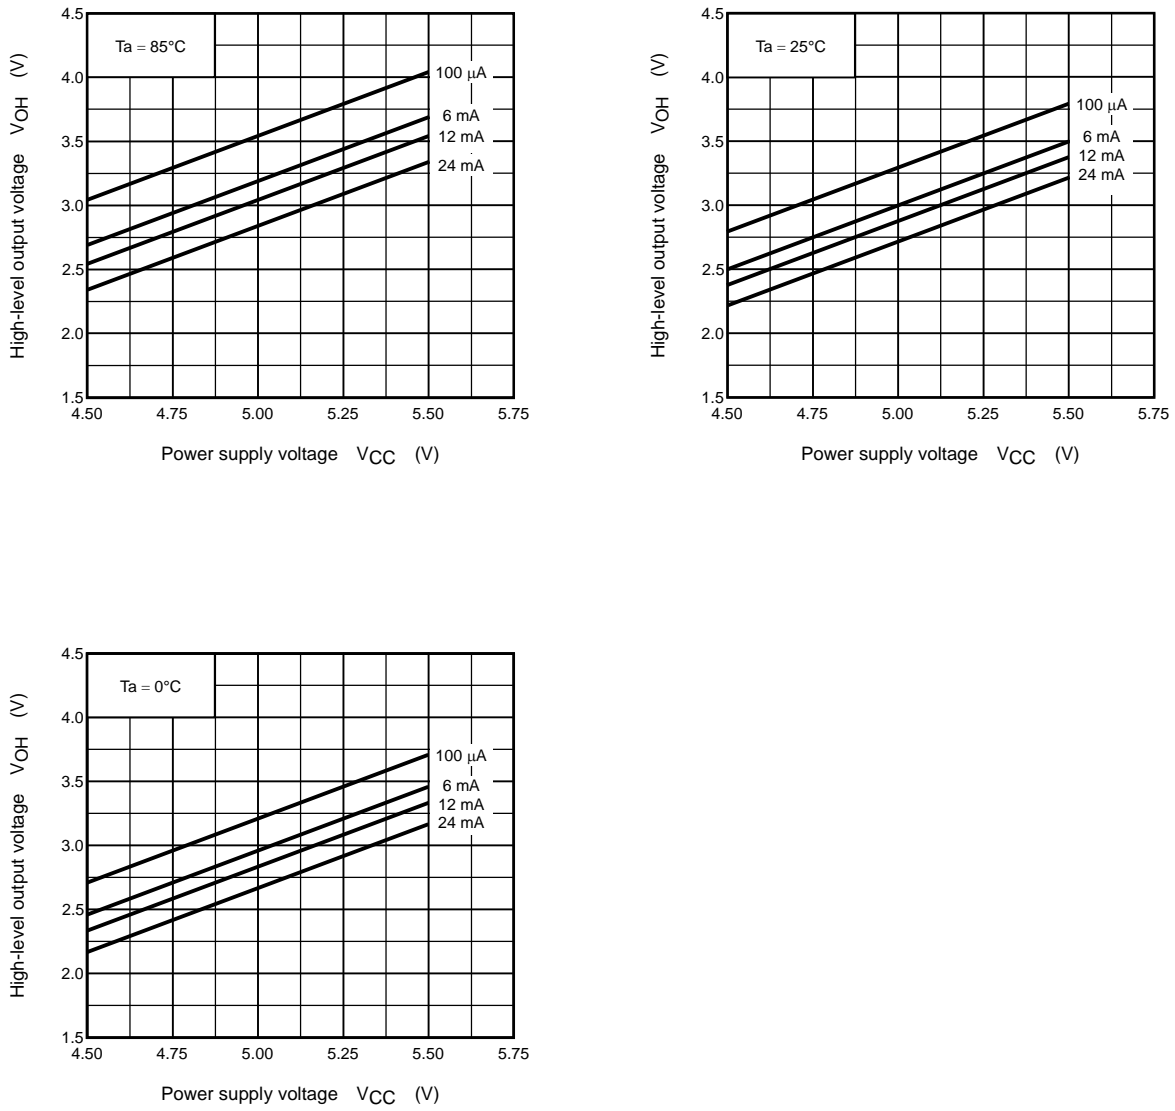 High-level output voltage VOH (V)
4.5
4.0
3.5
3.0
2.5
2.0
1.5
Ta = 85°C
100 μA
6 mA
12 mA
24 mA
4.50 4.75 5.00 5.25 5.50 5.75
Power supply voltage VCC (V)
High-level output voltage VOH (V)
4.5
4.0
3.5
3.0
2.5
2.0
1.5
Ta = 25°C
100 μA
6 mA
12 mA
24 mA
4.50 4.75 5.00 5.25 5.50 5.75
Power supply voltage VCC (V)
High-level output voltage VOH (V)
4.5
4.0
3.5
3.0
2.5
2.0
1.5
Ta = 0°C
100 μA
6 mA
12 mA
24 mA
4.50 4.75 5.00 5.25 5.50 5.75
Power supply voltage VCC (V)